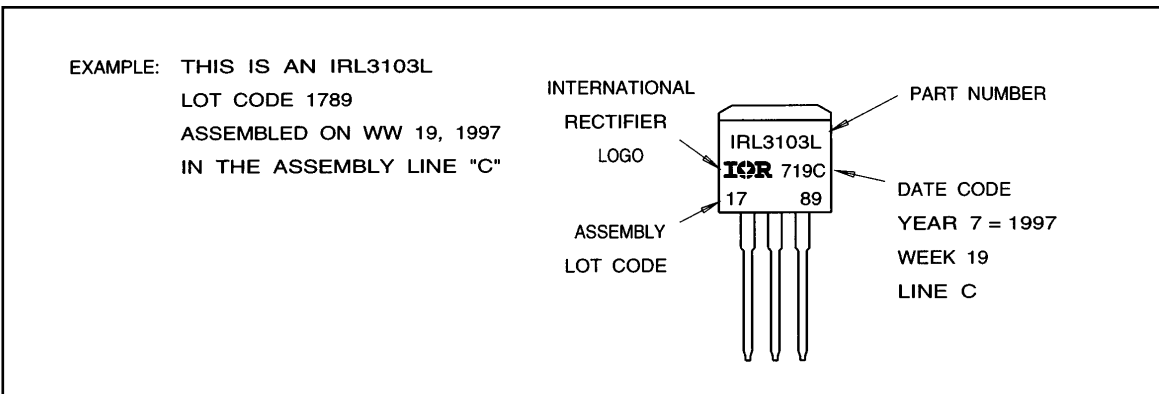 EXAMPLE: THIS IS AN IRL3103L
LOT CODE 1789
ASSEMBLED ON WW 19, 1997
IN THE ASSEMBLY LINE "C"
INTERNATIONAL
RECTIFIER
LOGO
ASSEMBLY
LOT CODE
IRL3103L
IOR 719C
17 89
PART NUMBER
DATE CODE
YEAR 7 = 1997
WEEK 19
LINE C